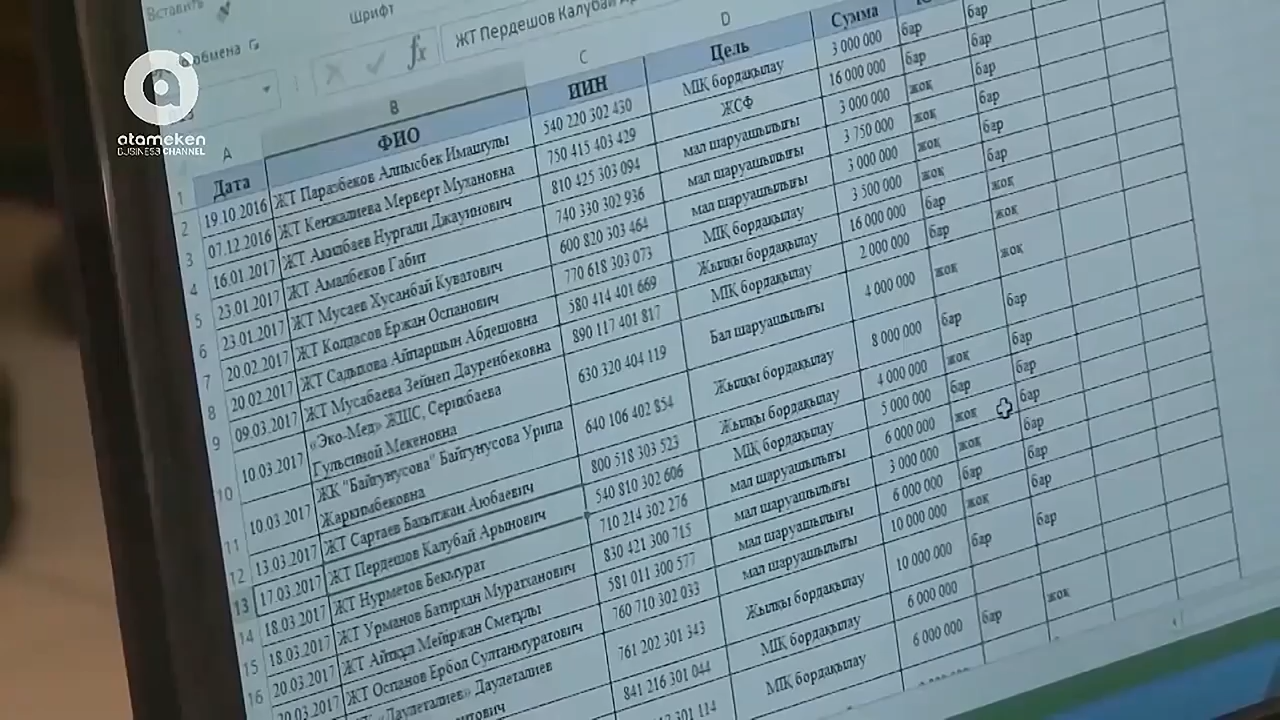 Вставить
Шрифт
обмена
fx ЖТ Пердешов Калубай
A B C D
1 Дата ФИО ИИН Цель Сумма
2 19.10.2016 ЖТ Паразбеков Алпысбек Имашұлы 540 220 302 430 МІҚ бордақылау 3 000 000 бар бар
3 07.12.2016 ЖТ Кенжалиева Меруерт Мухановна 750 415 403 429 ЖСФ 16 000 000 бар бар
4 16.01.2017 ЖТ Нургали Джауинович 810 425 303 094 мал шаруашылығы 3 000 000 жоқ бар
5 23.01.2017 ЖТ Амалбеков Габит 740 330 302 936 мал шаруашылығы 3 750 000 жоқ бар
6 23.01.2017 ЖТ Мусаев Хусанбай Куватович 600 820 303 464 мал шаруашылығы 3 000 000 жоқ бар
7 20.02.2017 ЖТ Колдасов Ержан Оспанович 770 618 303 073 МІҚ бордақылау 3 500 000 жоқ бар
8 20.02.2017 ЖТ Садыкова Айпаршын Абдешовна 580 414 401 669 Жылқы бордақылау 16 000 000 бар жоқ
9 09.03.2017 ЖТ Мусабаева Зейнеп Дауренбековна 890 117 401 817 МІҚ бордақылау 2 000 000 бар жоқ
10 10.03.2017 «Эко-Мед» ЖШС, Серікбаева
Гульсиной Мекеновна 630 320 404 119 Бал шаруашылығы 4 000 000 жоқ жоқ
11 10.03.2017 ЖК "Байгунусова" Байгунусова Урипа
Жаркимбековна 640 106 402 854 Жылқы бордақылау 8 000 000 бар бар
12 13.03.2017 ЖТ Сартаев Бахытжан Аюбаевич 800 518 303 523 Жылқы бордақылау 4 000 000 жоқ бар
13 17.03.2017 ЖТ Пердешов Калубай Арынович 540 810 302 606 МІҚ бордақылау 5 000 000 бар бар
14 18.03.2017 ЖТ Нурметов Бекмурат 710 214 302 276 мал шаруашылығы 6 000 000 жоқ бар
15 18.03.2017 ЖТ Урманов Батирхан Муратханович 830 421 300 715 мал шаруашылығы 3 000 000 жоқ бар
16 20.03.2017 ЖТ Мейіржан 581 011 300 577 мал шаруашылығы 6 000 000 бар бар
20.03.2017 ЖТ Оспанов Ербол Султанмуратович 760 710 302 033 мал шаруашылығы 10 000 000 жоқ бар
«Даулеталиев» Даулеталиев 761 202 301 343 Жылқы бордақылау 10 000 000 бар бар
841 216 301 044 МІҚ бордақылау 6 000 000
301 114 МІҚ бордақылау 6 000 000 бар жоқ
atameken
BUSINESS CHANNEL